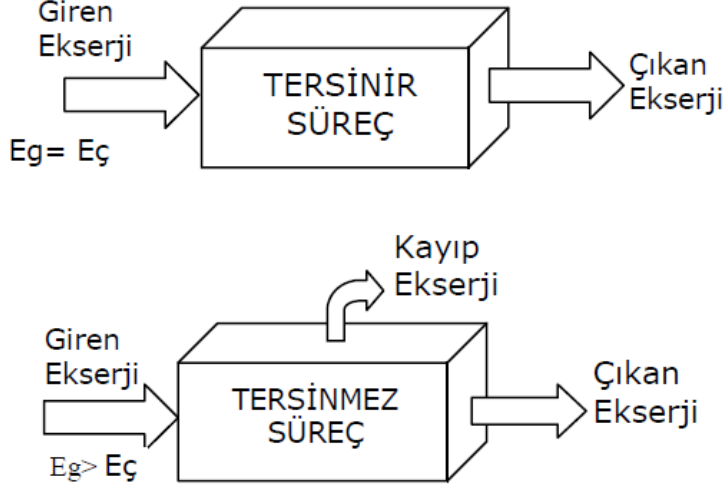 Giren
Ekserji
TERSİNİR
SÜREÇ
Çıkan
Ekserji
Eg= Eç
Kayıp
Ekserji
Giren
Ekserji
TERSİNMEZ
SÜREÇ
Çıkan
Ekserji
Eg> Eç